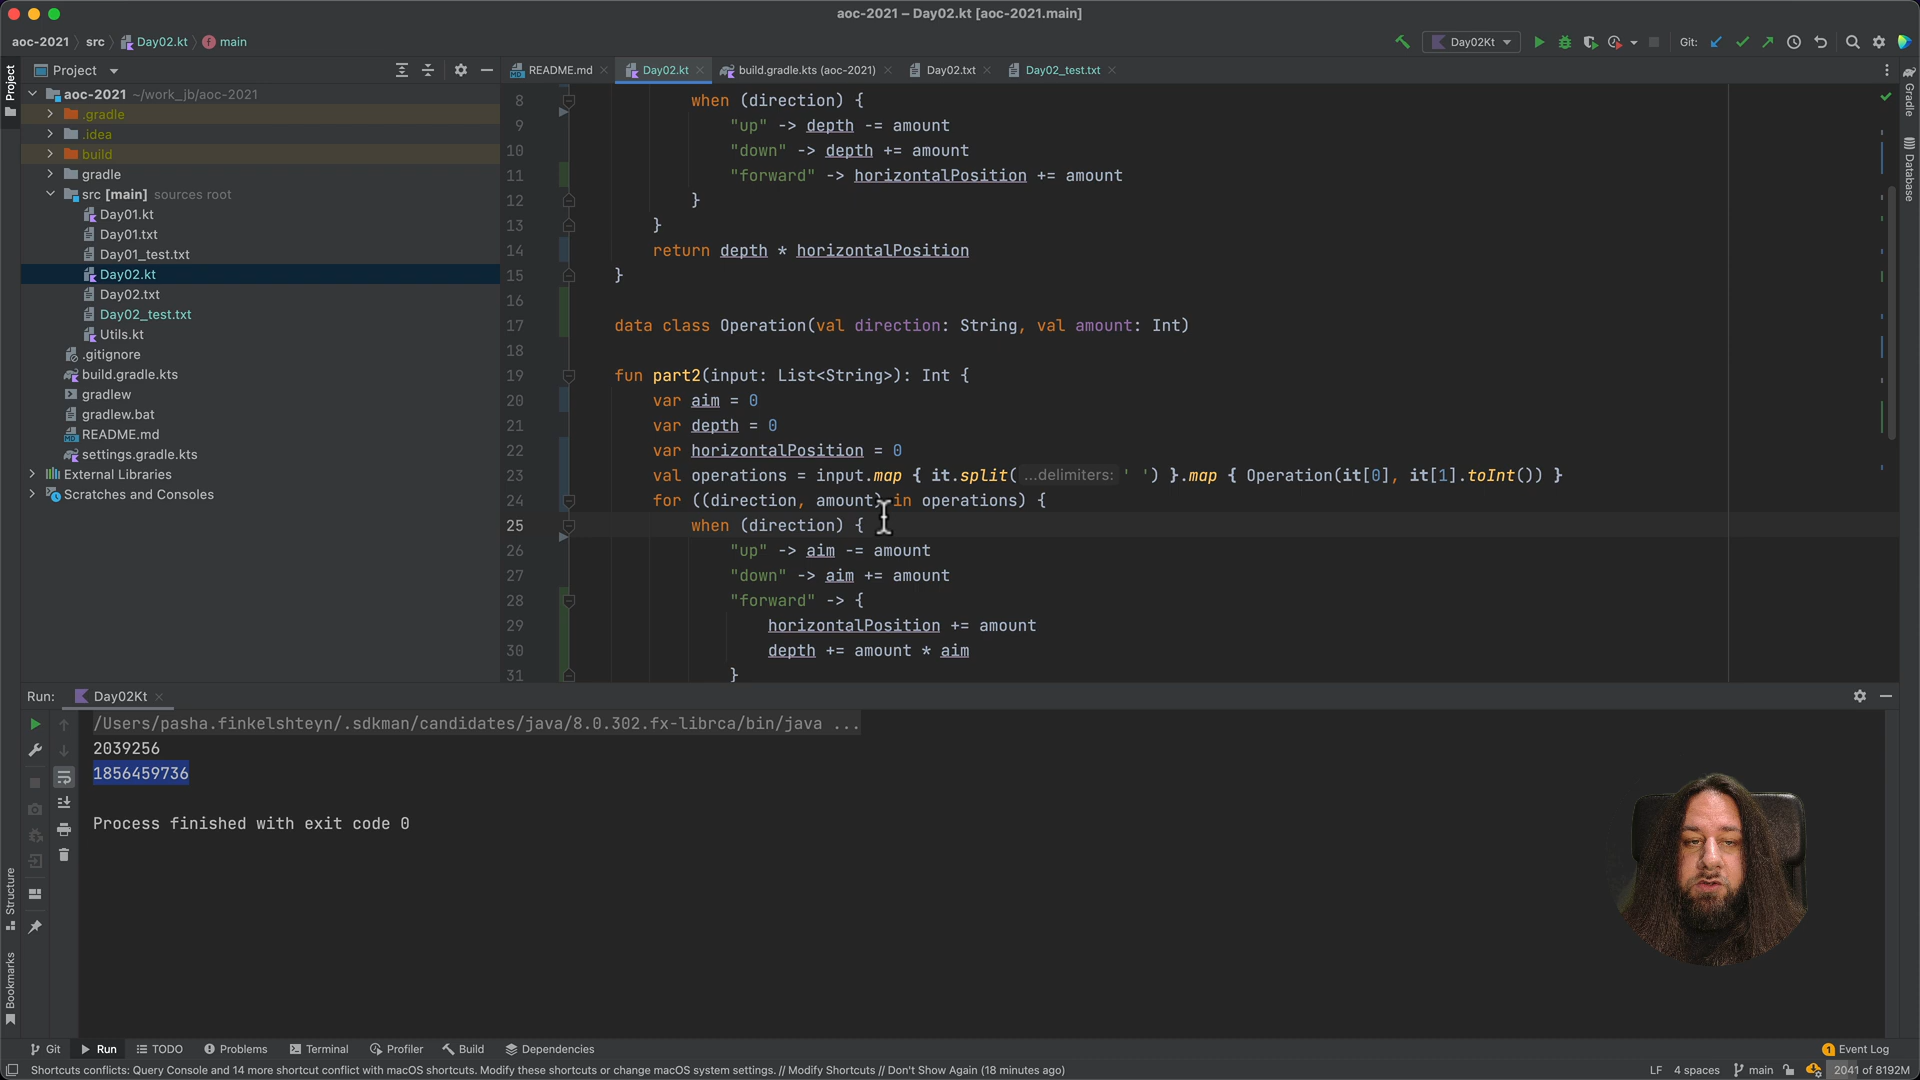 aoc-2021 – Day02.kt [aoc-2021.main]
aoc-2021 src Day02.kt main
Day02Kt
Git:
Project
README.md
Day02.kt
build.gradle.kts (aoc-2021)
Day02.txt
Day02_test.txt
Project
Gradle
Database
aoc-2021 ~/work_jb/aoc-2021
.gradle
.idea
build
gradle
src [main] sources root
Day01.kt
Day01.txt
Day01_test.txt
Day02.kt
Day02.txt
Day02_test.txt
Utils.kt
.gitignore
build.gradle.kts
gradlew
gradlew.bat
README.md
settings.gradle.kts
External Libraries
Scratches and Consoles
8 when (direction) {
9 "up" -> depth -= amount
10 "down" -> depth += amount
11 "forward" -> horizontalPosition += amount
12 }
13 }
14 return depth * horizontalPosition
15 }
16
17 data class Operation(val direction: String, val amount: Int)
18
19 fun part2(input: List<String>): Int {
20 var aim = 0
21 var depth = 0
22 var horizontalPosition = 0
23 val operations = input.map { it.split( ...delimiters: ' ') }.map { Operation(it[0], it[1].toInt()) }
24 for ((direction, amount) in operations) {
25 when (direction) {
26 "up" -> aim -= amount
27 "down" -> aim += amount
28 "forward" -> {
29 horizontalPosition += amount
30 depth += amount * aim
31 }
Run: Day02Kt
/Users/pasha.finkelshteyn/.sdkman/candidates/java/8.0.302.fx-librca/bin/java ...
2039256
1856459736
Process finished with exit code 0
Structure
Bookmarks
Git Run TODO Problems Terminal Profiler Build Dependencies
1 Event Log
Shortcuts conflicts: Query Console and 14 more shortcut conflict with macOS shortcuts. Modify these shortcuts or change macOS system settings. // Modify Shortcuts // Don't Show Again (18 minutes ago)
LF 4 spaces main 2041 of 8192M